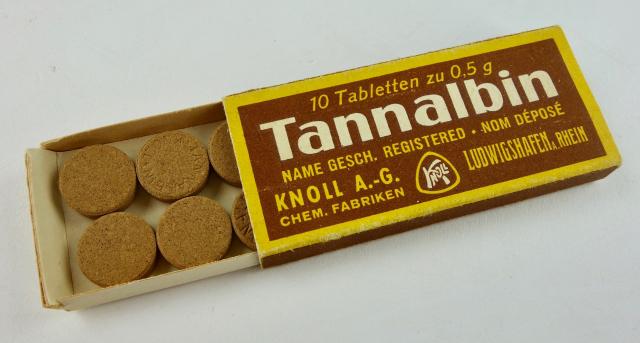 10 Tabletten zu 0,5 g
Tannalbin
NAME GESCH. REGISTERED • NOM DÉPOSÉ
KNOLL A.-G.
CHEM. FABRIKEN
KNOLL
LUDWIGSHAFEN A. RHEIN